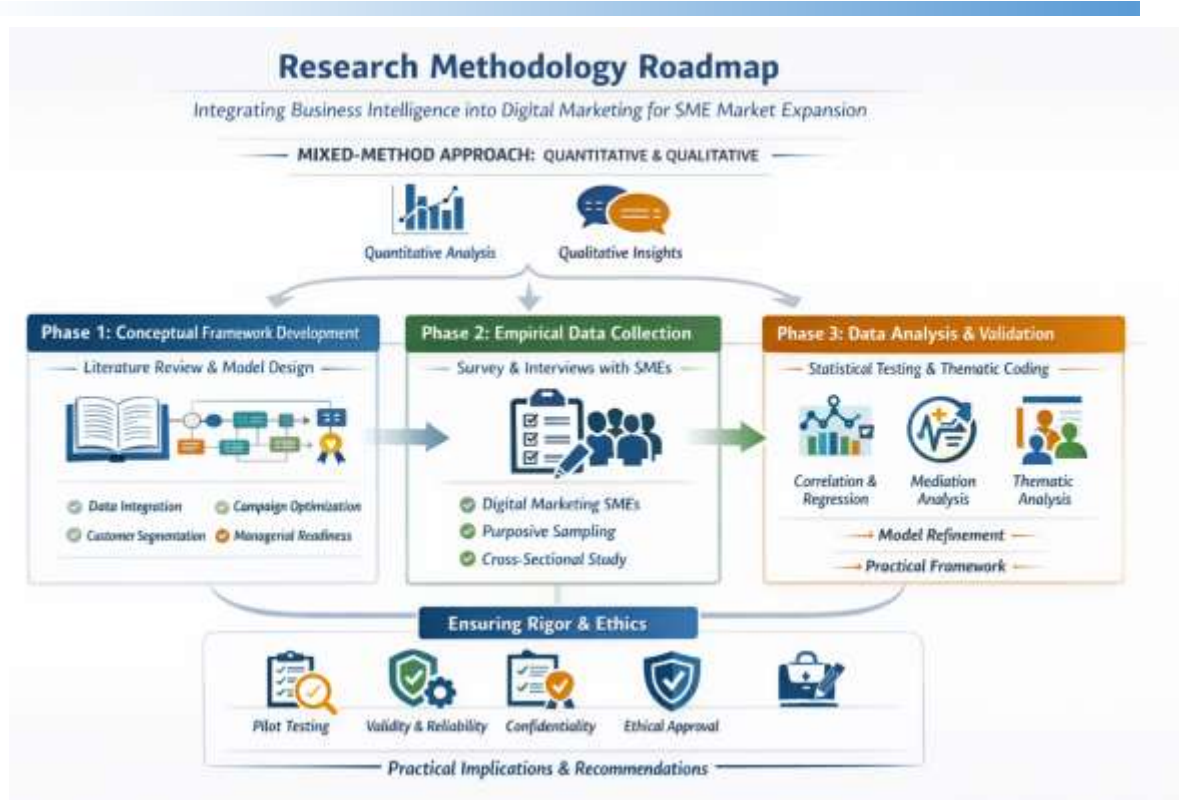 Research Methodology Roadmap
Integrating Business Intelligence into Digital Marketing for SME Market Expansion
MIXED-METHOD APPROACH: QUANTITATIVE & QUALITATIVE
Quantitative Analysis
Qualitative Insights
Phase 1: Conceptual Framework Development
Literature Review & Model Design
Data Integration
Campaign Optimization
Customer Segmentation
Managerial Readiness
Phase 2: Empirical Data Collection
Survey & Interviews with SMEs
Digital Marketing SMEs
Purposive Sampling
Cross-Sectional Study
Phase 3: Data Analysis & Validation
Statistical Testing & Thematic Coding
Correlation &
Regression
Mediation
Analysis
Thematic
Analysis
Model Refinement
Practical Framework
Ensuring Rigor & Ethics
Pilot Testing
Validity & Reliability
Confidentiality
Ethical Approval
Practical Implications & Recommendations